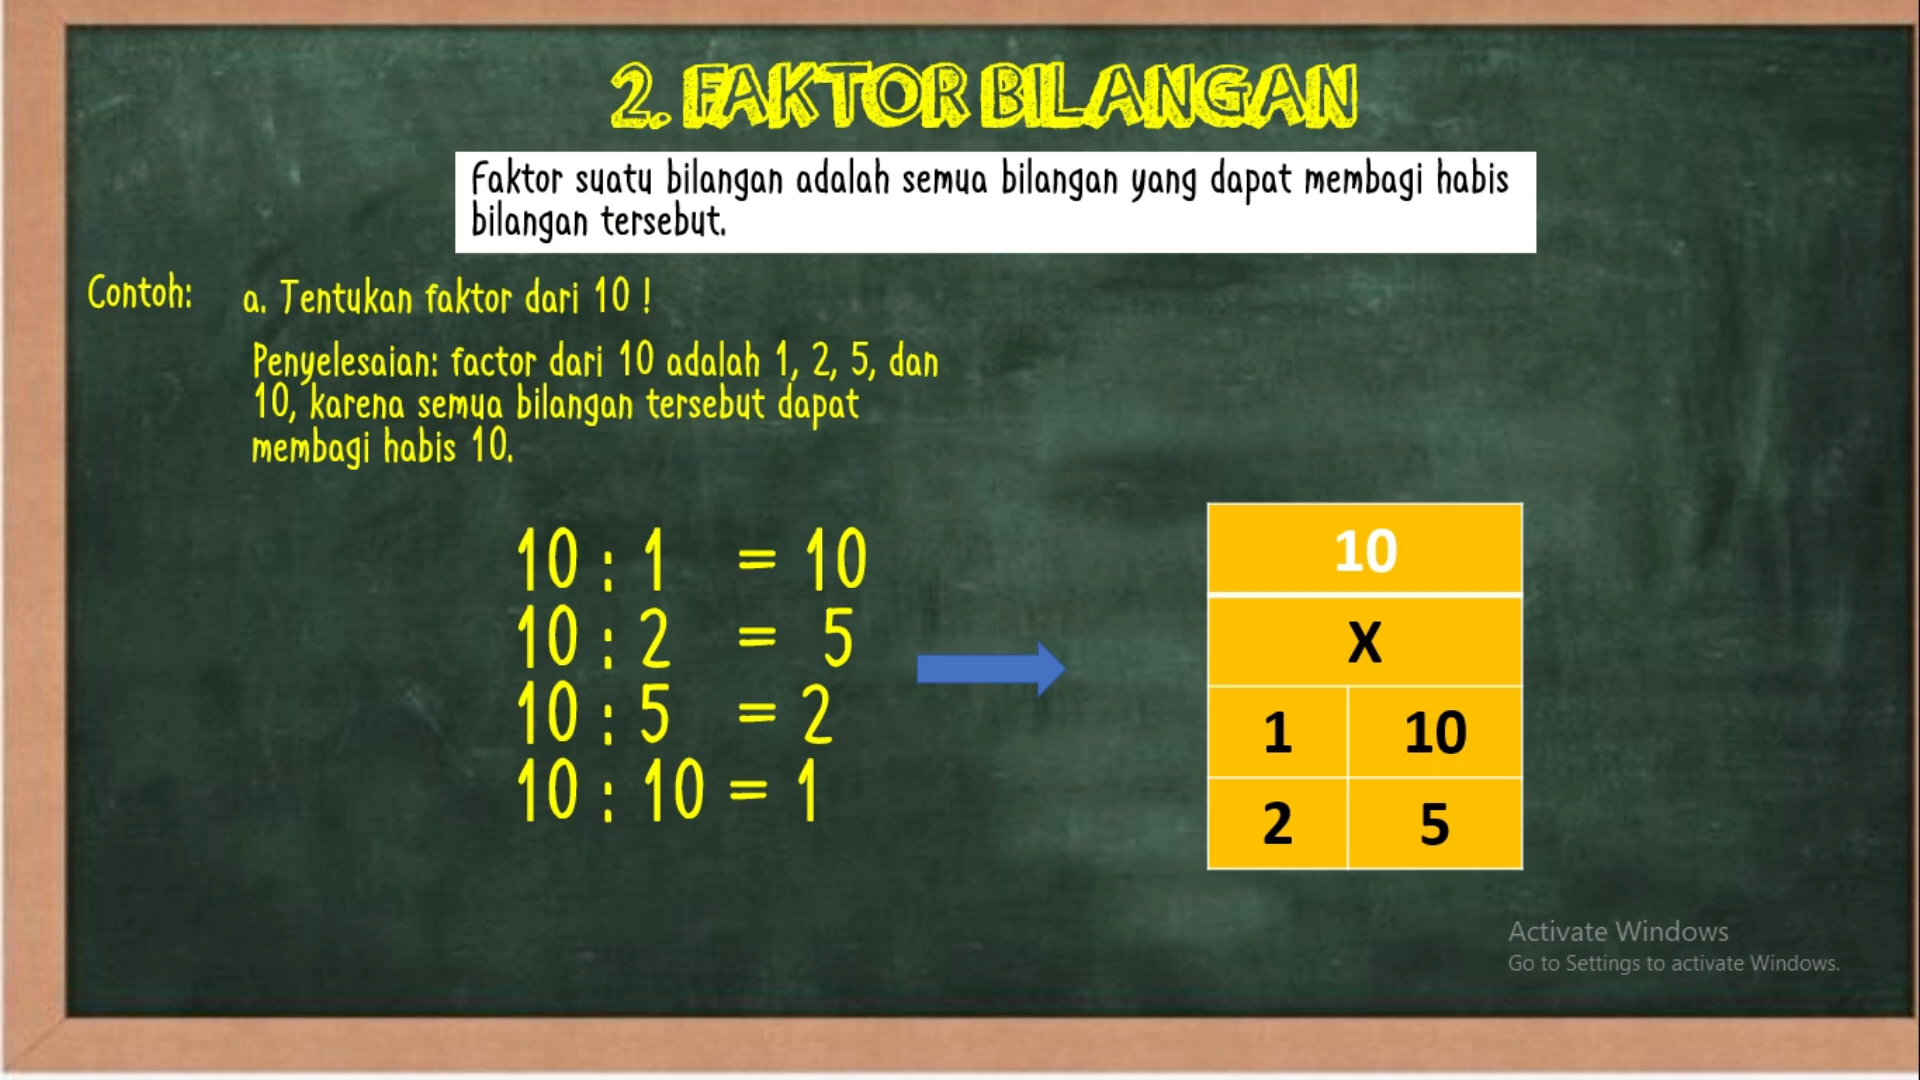 2. FAKTOR BILANGAN
Faktor suatu bilangan adalah semua bilangan yang dapat membagi habis
bilangan tersebut.
Contoh: a. Tentukan faktor dari 10 !
Penyelesaian: factor dari 10 adalah 1, 2, 5, dan
10, karena semua bilangan tersebut dapat
membagi habis 10.
10 : 1 = 10
10 : 2 = 5
10 : 5 = 2
10 : 10 = 1
10
X
1 10
2 5
Activate Windows
Go to Settings to activate Windows.